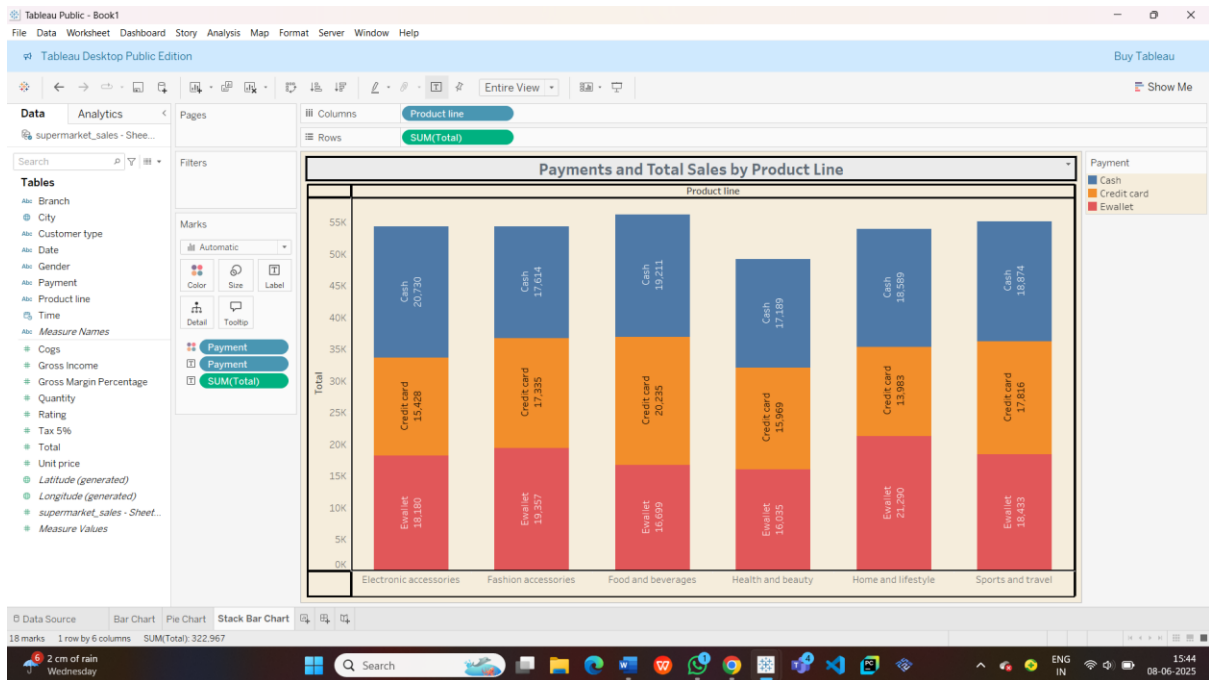 Tableau Public - Book1
File Data Worksheet Dashboard Story Analysis Map Format Server Window Help
Tableau Desktop Public Edition
Buy Tableau
Entire View
Show Me
Data Analytics
supermarket_sales - Shee...
Search
Tables
Abc Branch
City
Abc Customer type
Abc Date
Abc Gender
Abc Payment
Abc Product line
Time
Abc Measure Names
# Cogs
# Gross Income
# Gross Margin Percentage
# Quantity
# Rating
# Tax 5%
# Total
# Unit price
Latitude (generated)
Longitude (generated)
# supermarket_sales - Sheet...
# Measure Values
Pages
Filters
Marks
Automatic
Color Size Label
Detail Tooltip
Payment
Payment
SUM(Total)
iii Columns Product line
Rows SUM(Total)
Payments and Total Sales by Product Line
Product line
Total
55K
50K
45K
40K
35K
30K
25K
20K
15K
10K
5K
0K
Cash
20,730
Credit card
15,428
Ewallet
18,180
Cash
17,614
Credit card
17,335
Ewallet
19,357
Cash
19,211
Credit card
20,235
Ewallet
16,699
Cash
17,189
Credit card
15,969
Ewallet
16,035
Cash
18,589
Credit card
13,983
Ewallet
21,290
Cash
18,874
Credit card
17,816
Ewallet
18,433
Electronic accessories Fashion accessories Food and beverages Health and beauty Home and lifestyle Sports and travel
Payment
Cash
Credit card
Ewallet
Data Source Bar Chart Pie Chart Stack Bar Chart
18 marks 1 row by 6 columns SUM(Total): 322.967
6
2 cm of rain
Wednesday
Search
ENG
IN
15:44
08-06-2025